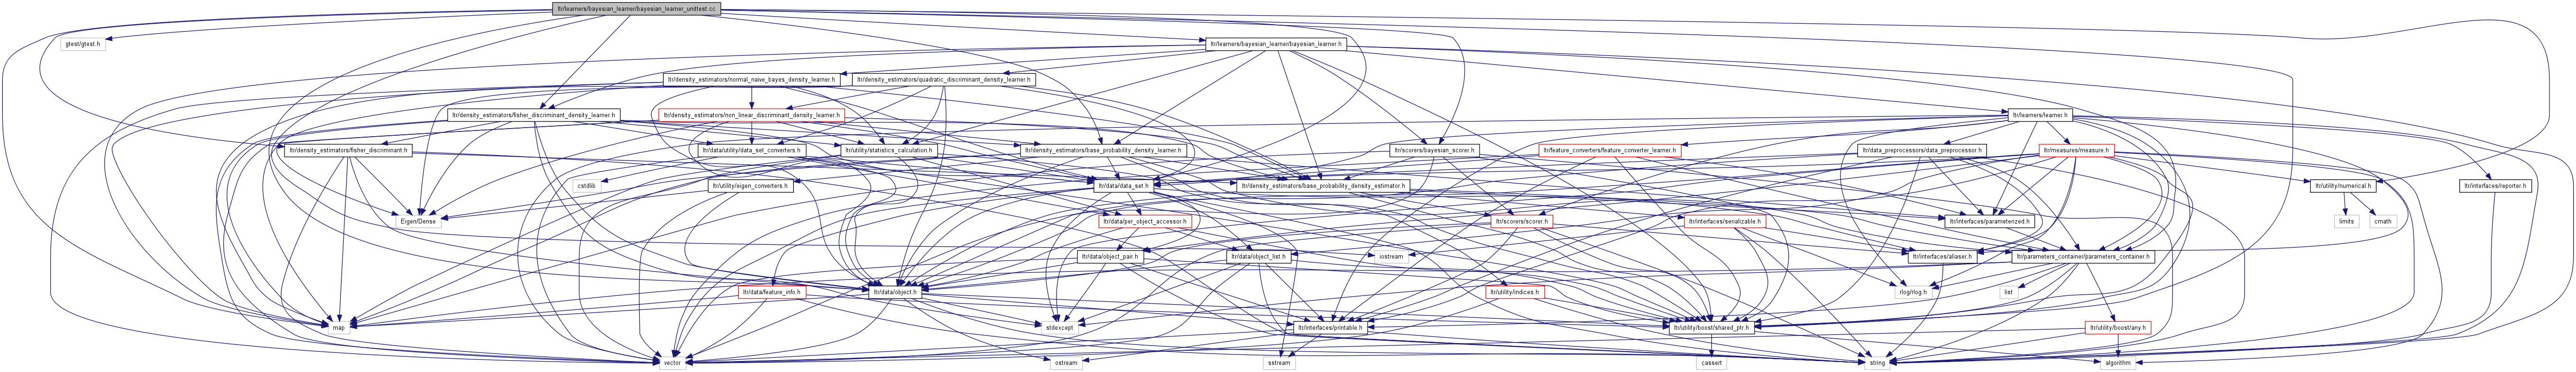 ltr/learners/bayesian_learner/bayesian_learner_unittest.cc
gtest/gtest.h
ltr/learners/bayesian_learner/bayesian_learner.h
ltr/density_estimators/normal_naive_bayes_density_learner.h
ltr/density_estimators/quadratic_discriminant_density_learner.h
ltr/density_estimators/fisher_discriminant_density_learner.h
ltr/density_estimators/non_linear_discriminant_density_learner.h
ltr/learners/learner.h
ltr/density_estimators/fisher_discriminant.h
ltr/data/utility/data_set_converters.h
ltr/utility/statistics_calculation.h
ltr/density_estimators/base_probability_density_learner.h
ltr/scorers/bayesian_scorer.h
ltr/feature_converters/feature_converter_learner.h
ltr/data_preprocessors/data_preprocessor.h
ltr/measures/measure.h
cstdlib
ltr/utility/eigen_converters.h
ltr/data/data_set.h
ltr/density_estimators/base_probability_density_estimator.h
ltr/utility/numerical.h
ltr/interfaces/reporter.h
Eigen/Dense
ltr/data/per_object_accessor.h
ltr/scorers/scorer.h
ltr/interfaces/serializable.h
ltr/interfaces/parameterized.h
limits
cmath
ltr/data/object_pair.h
ltr/data/object_list.h
iostream
ltr/interfaces/aliaser.h
ltr/parameters_container/parameters_container.h
ltr/data/feature_info.h
ltr/data/object.h
ltr/utility/indices.h
rlog/rlog.h
list
map
stdexcept
ltr/interfaces/printable.h
ltr/utility/boost/shared_ptr.h
ltr/utility/boost/any.h
vector
ostream
sstream
cassert
string
algorithm